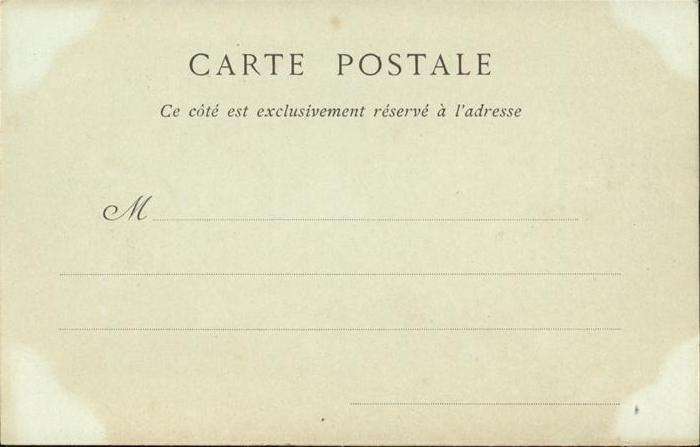 CARTE POSTALE
Ce côté est exclusivement réservé à l'adresse
M